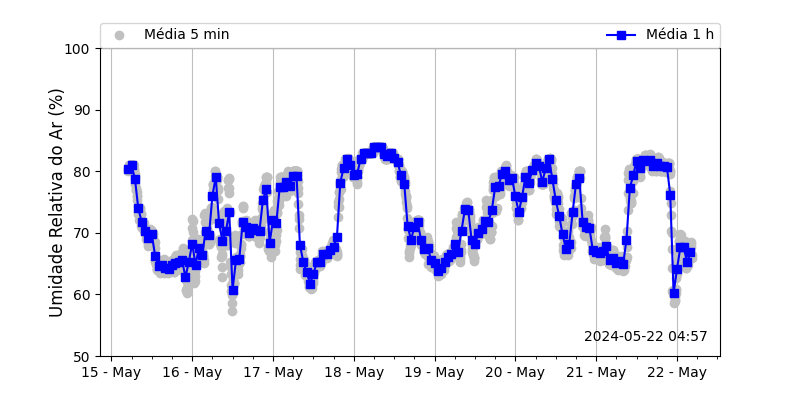 Média 5 min
Média 1 h
Umidade Relativa do Ar (%)
100
90
80
70
60
50
2024-05-22 04:57
15 - May
16 - May
17 - May
18 - May
19 - May
20 - May
21 - May
22 - May